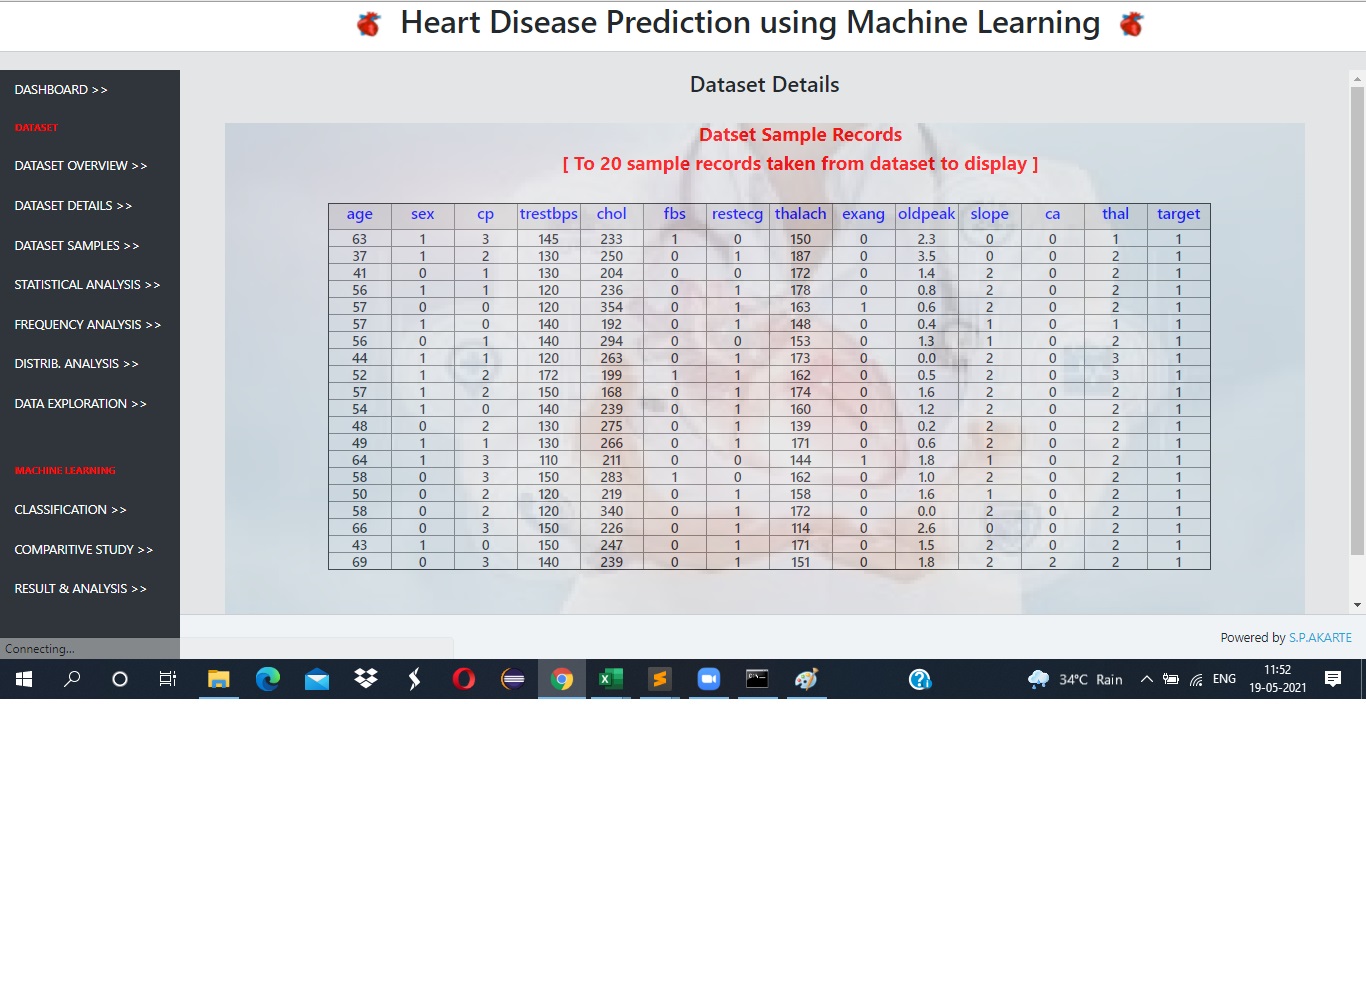 Heart Disease Prediction using Machine Learning
DASHBOARD >>
DATASET
DATASET OVERVIEW >>
DATASET DETAILS >>
DATASET SAMPLES >>
STATISTICAL ANALYSIS >>
FREQUENCY ANALYSIS >>
DISTRIB. ANALYSIS >>
DATA EXPLORATION >>
MACHINE LEARNING
CLASSIFICATION >>
COMPARITIVE STUDY >>
RESULT & ANALYSIS >>
Dataset Details
Datset Sample Records
[ To 20 sample records taken from dataset to display ]
age sex cp trestbps chol fbs restecg thalach exang oldpeak slope ca thal target
63 1 3 145 233 1 0 150 0 2.3 0 0 1 1
37 1 2 130 250 0 1 187 0 3.5 0 0 2 1
41 0 1 130 204 0 0 172 0 1.4 2 0 2 1
56 1 1 120 236 0 1 178 0 0.8 2 0 2 1
57 0 0 120 354 0 1 163 1 0.6 2 0 2 1
57 1 0 140 192 0 1 148 0 0.4 1 0 1 1
56 0 1 140 294 0 0 153 0 1.3 1 0 2 1
44 1 1 120 263 0 1 173 0 0.0 2 0 3 1
52 1 2 172 199 1 1 162 0 0.5 2 0 3 1
57 1 2 150 168 0 1 174 0 1.6 2 0 2 1
54 1 0 140 239 0 1 160 0 1.2 2 0 2 1
48 0 2 130 275 0 1 139 0 0.2 2 0 2 1
49 1 1 130 266 0 1 171 0 0.6 2 0 2 1
64 1 3 110 211 0 0 144 1 1.8 1 0 2 1
58 0 3 150 283 1 0 162 0 1.0 2 0 2 1
50 0 2 120 219 0 1 158 0 1.6 1 0 2 1
58 0 2 120 340 0 1 172 0 0.0 2 0 2 1
66 0 3 150 226 0 1 114 0 2.6 0 0 2 1
43 1 0 150 247 0 1 171 0 1.5 2 0 2 1
69 0 3 140 239 0 1 151 0 1.8 2 2 2 1
Powered by S.P.AKARTE
Connecting...
34°C Rain
ENG
11:52
19-05-2021